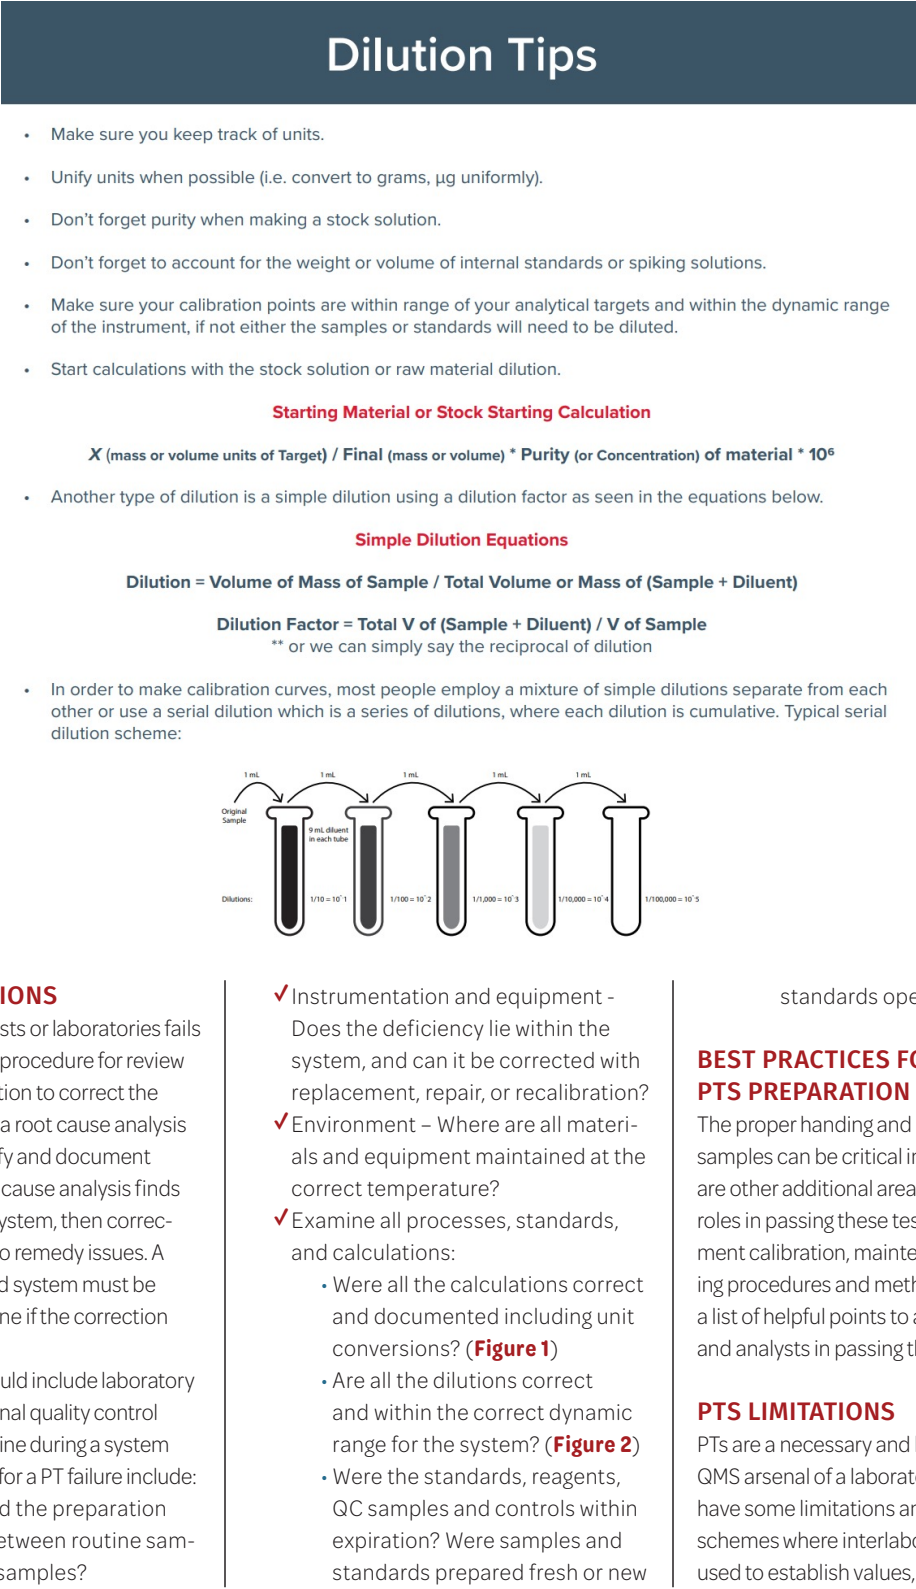 Dilution Tips
• Make sure you keep track of units.
• Unify units when possible (i.e. convert to grams, µg uniformly).
• Don't forget purity when making a stock solution.
• Don't forget to account for the weight or volume of internal standards or spiking solutions.
• Make sure your calibration points are within range of your analytical targets and within the dynamic range
of the instrument, if not either the samples or standards will need to be diluted.
• Start calculations with the stock solution or raw material dilution.
Starting Material or Stock Starting Calculation
X (mass or volume units of Target) / Final (mass or volume) * Purity (or Concentration) of material * 10⁶
• Another type of dilution is a simple dilution using a dilution factor as seen in the equations below.
Simple Dilution Equations
Dilution = Volume of Mass of Sample / Total Volume or Mass of (Sample + Diluent)
Dilution Factor = Total V of (Sample + Diluent) / V of Sample
** or we can simply say the reciprocal of dilution
• In order to make calibration curves, most people employ a mixture of simple dilutions separate from each
other or use a serial dilution which is a series of dilutions, where each dilution is cumulative. Typical serial
dilution scheme:
1 mL 1 mL 1 mL 1 mL 1 mL
Original
Sample
9 mL diluent
in each tube
Dilutions: 1/10 = 10^-1 1/100 = 10^-2 1/1,000 = 10^-3 1/10,000 = 10^-4 1/100,000 = 10^-5
IONS
sts or laboratories fails
procedure for review
tion to correct the
a root cause analysis
fy and document
cause analysis finds
ystem, then correc-
o remedy issues. A
d system must be
ne if the correction
uld include laboratory
nal quality control
ine during a system
for a PT failure include:
d the preparation
etween routine sam-
samples?
✓Instrumentation and equipment -
Does the deficiency lie within the
system, and can it be corrected with
replacement, repair, or recalibration?
✓Environment – Where are all materi-
als and equipment maintained at the
correct temperature?
✓Examine all processes, standards,
and calculations:
• Were all the calculations correct
and documented including unit
conversions? (Figure 1)
• Are all the dilutions correct
and within the correct dynamic
range for the system? (Figure 2)
• Were the standards, reagents,
QC samples and controls within
expiration? Were samples and
standards prepared fresh or new
standards ope
BEST PRACTICES FO
PTS PREPARATION
The proper handing and
samples can be critical in
are other additional area
roles in passing these tes
ment calibration, mainte
ing procedures and meth
a list of helpful points to a
and analysts in passing th
PTS LIMITATIONS
PTs are a necessary and
QMS arsenal of a laborat
have some limitations an
schemes where interlabo
used to establish values,